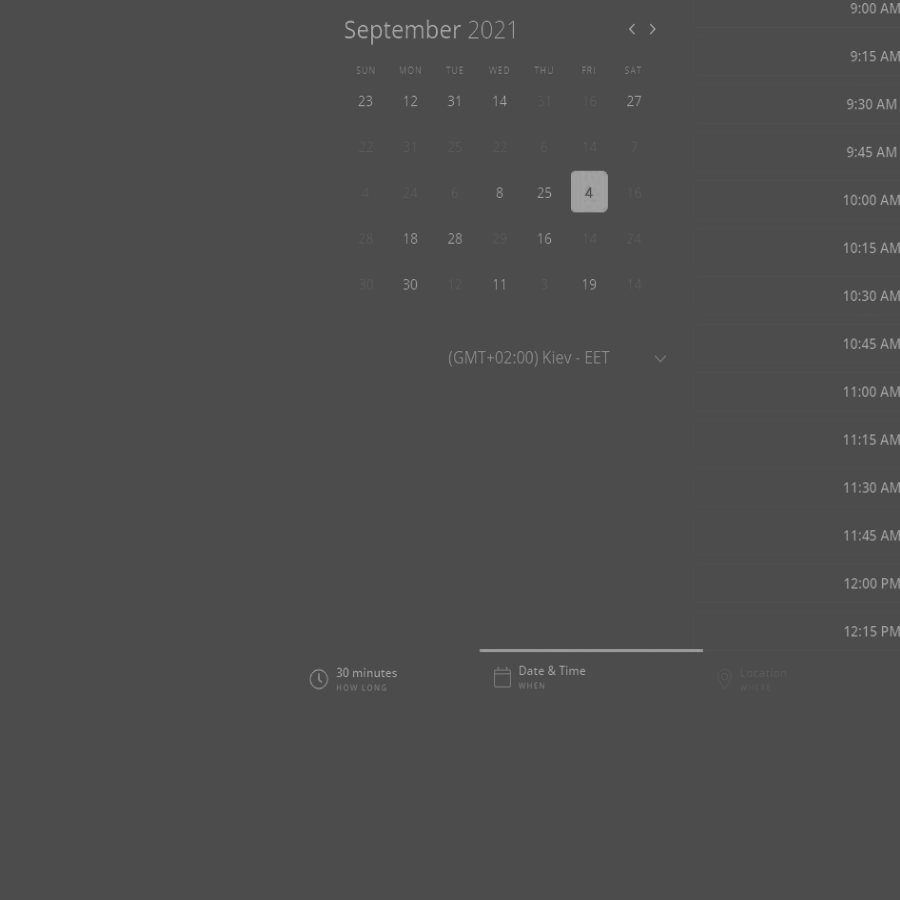 September 2021
SUN MON TUE WED THU FRI SAT
23 12 31 14 31 16 27
22 31 25 22 6 14 7
4 24 6 8 25 4 16
28 18 28 29 16 14 24
30 30 12 11 3 19 14
(GMT+02:00) Kiev - EET
9:00 AM
9:15 AM
9:30 AM
9:45 AM
10:00 AM
10:15 AM
10:30 AM
10:45 AM
11:00 AM
11:15 AM
11:30 AM
11:45 AM
12:00 PM
12:15 PM
30 minutes
HOW LONG
Date & Time
WHEN
Location
WHERE